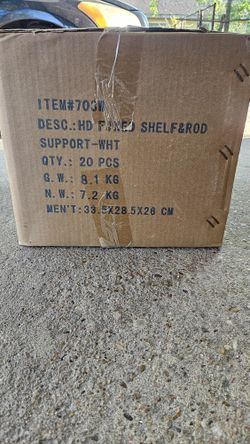 ITEM#700W
DESC.:HD FIXED SHELF&ROD
SUPPORT-WHT
QTY.: 20 PCS
G.W.: 8.1 KG
N.W.: 7.2 KG
MEN'T: 33.5X28.5X26 CM